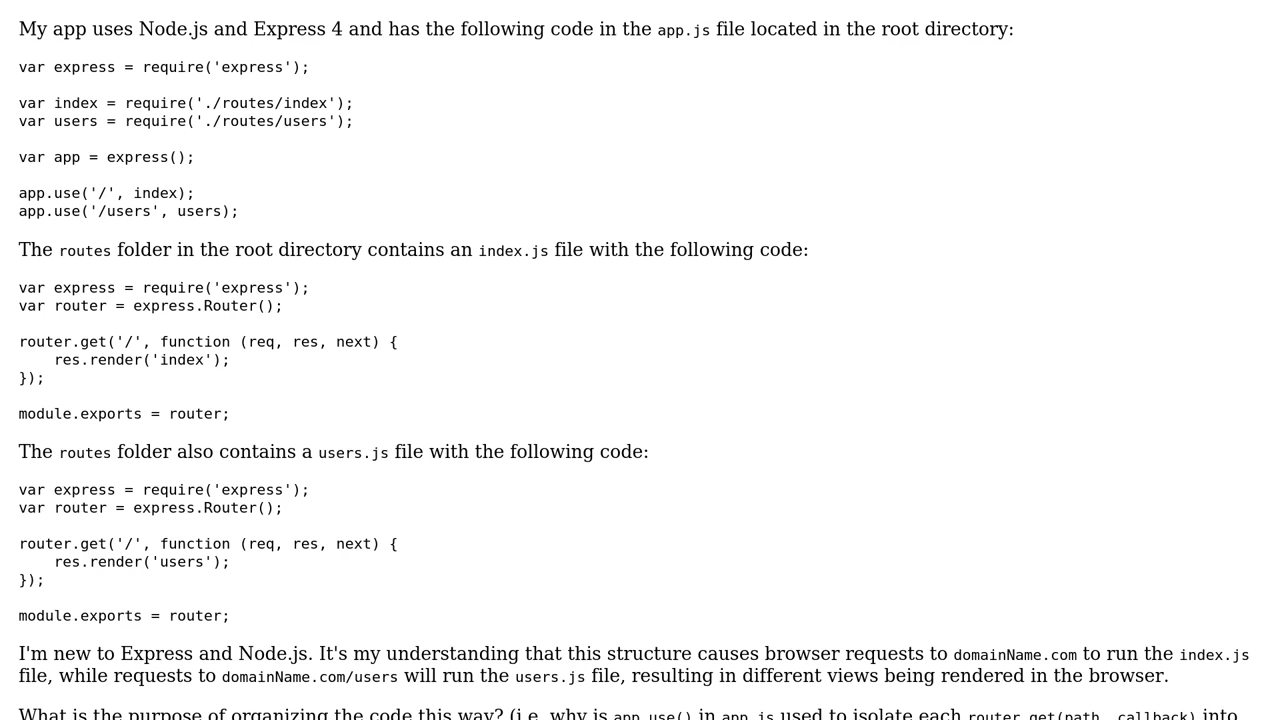 My app uses Node.js and Express 4 and has the following code in the app.js file located in the root directory:
var express = require('express');
var index = require('./routes/index');
var users = require('./routes/users');
var app = express();
app.use('/', index);
app.use('/users', users);
The routes folder in the root directory contains an index.js file with the following code:
var express = require('express');
var router = express.Router();
router.get('/', function (req, res, next) {
    res.render('index');
});
module.exports = router;
The routes folder also contains a users.js file with the following code:
var express = require('express');
var router = express.Router();
router.get('/', function (req, res, next) {
    res.render('users');
});
module.exports = router;
I'm new to Express and Node.js. It's my understanding that this structure causes browser requests to domainName.com to run the index.js
file, while requests to domainName.com/users will run the users.js file, resulting in different views being rendered in the browser.
What is the purpose of organizing the code this way? (i.e. why is app.use() in app.js used to isolate each router.get(path, callback) into